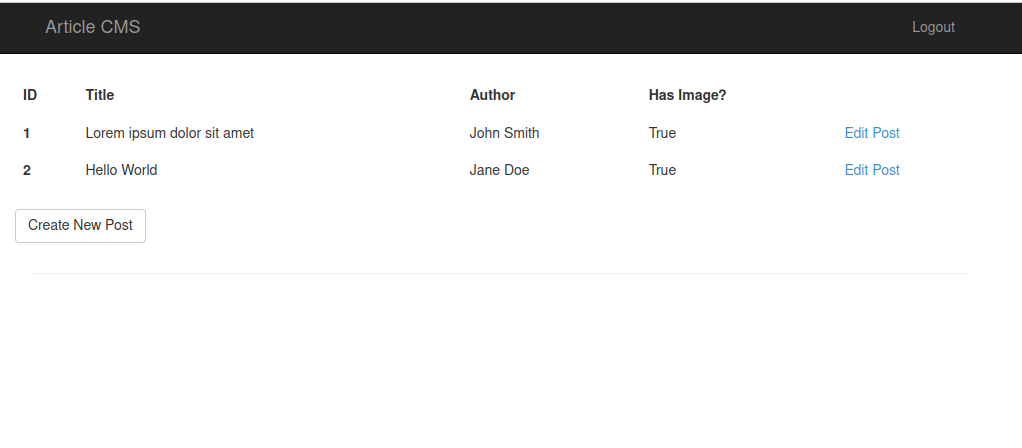 Article CMS Logout
ID Title Author Has Image?
1 Lorem ipsum dolor sit amet John Smith True Edit Post
2 Hello World Jane Doe True Edit Post
Create New Post